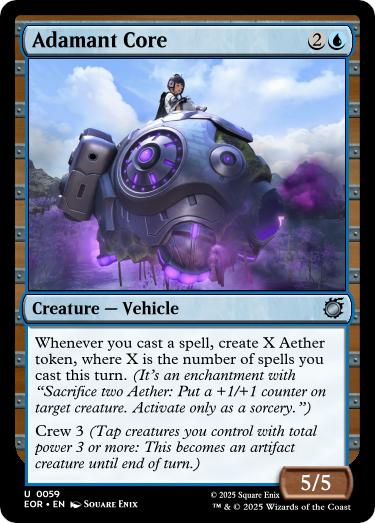 Adamant Core 2
Creature — Vehicle
Whenever you cast a spell, create X Aether
token, where X is the number of spells you
cast this turn. (It's an enchantment with
“Sacrifice two Aether: Put a +1/+1 counter on
target creature. Activate only as a sorcery.”)
Crew 3 (Tap creatures you control with total
power 3 or more: This becomes an artifact
creature until end of turn.)
5/5
U 0059
EOR • EN SQUARE ENIX
© 2025 Square Enix
™ & © 2025 Wizards of the Coast